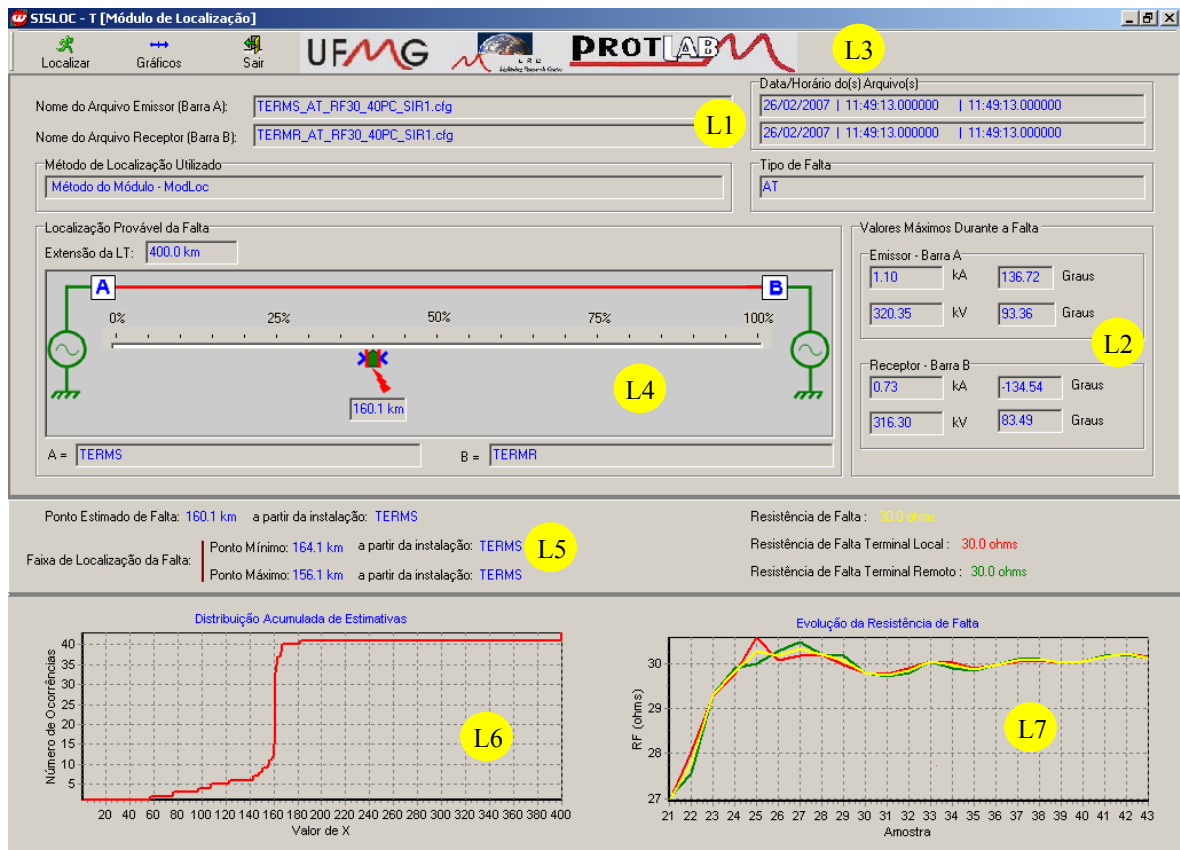 SISLOC - T [Módulo de Localização]
Localizar Gráficos Sair UFMG L R C Lightning Research Center PROTLAB L3
Data/Horário do(s) Arquivo(s)
Nome do Arquivo Emissor (Barra A): TERMS_AT_RF30_40PC_SIR1.cfg 26/02/2007 | 11:49:13.000000 | 11:49:13.000000
L1
Nome do Arquivo Receptor (Barra B): TERMR_AT_RF30_40PC_SIR1.cfg 26/02/2007 | 11:49:13.000000 | 11:49:13.000000
Método de Localização Utilizado Tipo de Falta
Método do Módulo - ModLoc AT
Localização Provável da Falta Valores Máximos Durante a Falta
Extensão da LT: 400.0 km Emissor - Barra A
A B 1.10 kA 136.72 Graus
0% 25% 50% 75% 100% 320.35 kV 93.36 Graus
L2
Receptor - Barra B
L4 0.73 kA -134.54 Graus
160.1 km 316.30 kV 83.49 Graus
A = TERMS B = TERMR
Ponto Estimado de Falta: 160.1 km a partir da instalação: TERMS Resistência de Falta : 30.0 ohms
Faixa de Localização da Falta: Ponto Mínimo: 164.1 km a partir da instalação: TERMS L5 Resistência de Falta Terminal Local : 30.0 ohms
Ponto Máximo: 156.1 km a partir da instalação: TERMS Resistência de Falta Terminal Remoto : 30.0 ohms
Distribuição Acumulada de Estimativas
Número de Ocorrências
40
35
30
25
20
15
10
5
L6
20 40 60 80 100 120 140 160 180 200 220 240 260 280 300 320 340 360 380 400
Valor de X
Evolução da Resistência de Falta
RF (ohms)
30
29
28
27
L7
21 22 23 24 25 26 27 28 29 30 31 32 33 34 35 36 37 38 39 40 41 42 43
Amostra